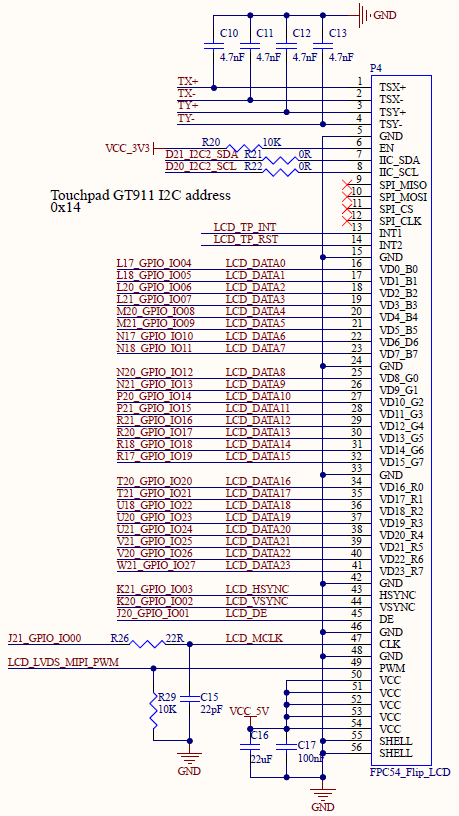 C10 C11 C12 C13 GND
4.7nF 4.7nF 4.7nF 4.7nF
P4
TX+ 1 TSX+
TX- 2 TSX-
TY+ 3 TSY+
TY- 4 TSY-
5 GND
VCC_3V3 R20 10K 6 EN
D21_I2C2_SDA R21 0R 7 IIC_SDA
D20_I2C2_SCL R22 0R 8 IIC_SCL
9 SPI_MISO
Touchpad GT911 I2C address
0x14
10 SPI_MOSI
11 SPI_CS
12 SPI_CLK
LCD_TP_INT 13 INT1
LCD_TP_RST 14 INT2
15 GND
L17_GPIO_IO04 LCD_DATA0 16 VD0_B0
L18_GPIO_IO05 LCD_DATA1 17 VD1_B1
L20_GPIO_IO06 LCD_DATA2 18 VD2_B2
L21_GPIO_IO07 LCD_DATA3 19 VD3_B3
M20_GPIO_IO08 LCD_DATA4 20 VD4_B4
M21_GPIO_IO09 LCD_DATA5 21 VD5_B5
N17_GPIO_IO10 LCD_DATA6 22 VD6_D6
N18_GPIO_IO11 LCD_DATA7 23 VD7_B7
24 GND
N20_GPIO_IO12 LCD_DATA8 25 VD8_G0
N21_GPIO_IO13 LCD_DATA9 26 VD9_G1
P20_GPIO_IO14 LCD_DATA10 27 VD10_G2
P21_GPIO_IO15 LCD_DATA11 28 VD11_G3
R21_GPIO_IO16 LCD_DATA12 29 VD12_G4
R20_GPIO_IO17 LCD_DATA13 30 VD13_G5
R18_GPIO_IO18 LCD_DATA14 31 VD14_G6
R17_GPIO_IO19 LCD_DATA15 32 VD15_G7
33 GND
T20_GPIO_IO20 LCD_DATA16 34 VD16_R0
T21_GPIO_IO21 LCD_DATA17 35 VD17_R1
U18_GPIO_IO22 LCD_DATA18 36 VD18_R2
U20_GPIO_IO23 LCD_DATA19 37 VD19_R3
U21_GPIO_IO24 LCD_DATA20 38 VD20_R4
V21_GPIO_IO25 LCD_DATA21 39 VD21_R5
V20_GPIO_IO26 LCD_DATA22 40 VD22_R6
W21_GPIO_IO27 LCD_DATA23 41 VD23_R7
42 GND
K21_GPIO_IO03 LCD_HSYNC 43 HSYNC
K20_GPIO_IO02 LCD_VSYNC 44 VSYNC
J20_GPIO_IO01 LCD_DE 45 DE
46 GND
J21_GPIO_IO00 R26 22R LCD_MCLK 47 CLK
48 GND
LCD_LVDS_MIPI_PWM 49 PWM
50 VCC
51 VCC
R29 C15 52 VCC
10K 22pF VCC_5V 53 VCC
54 VCC
C16 C17 55 SHELL
22uF 100nF 56 SHELL
GND FPC54_Flip_LCD
GND